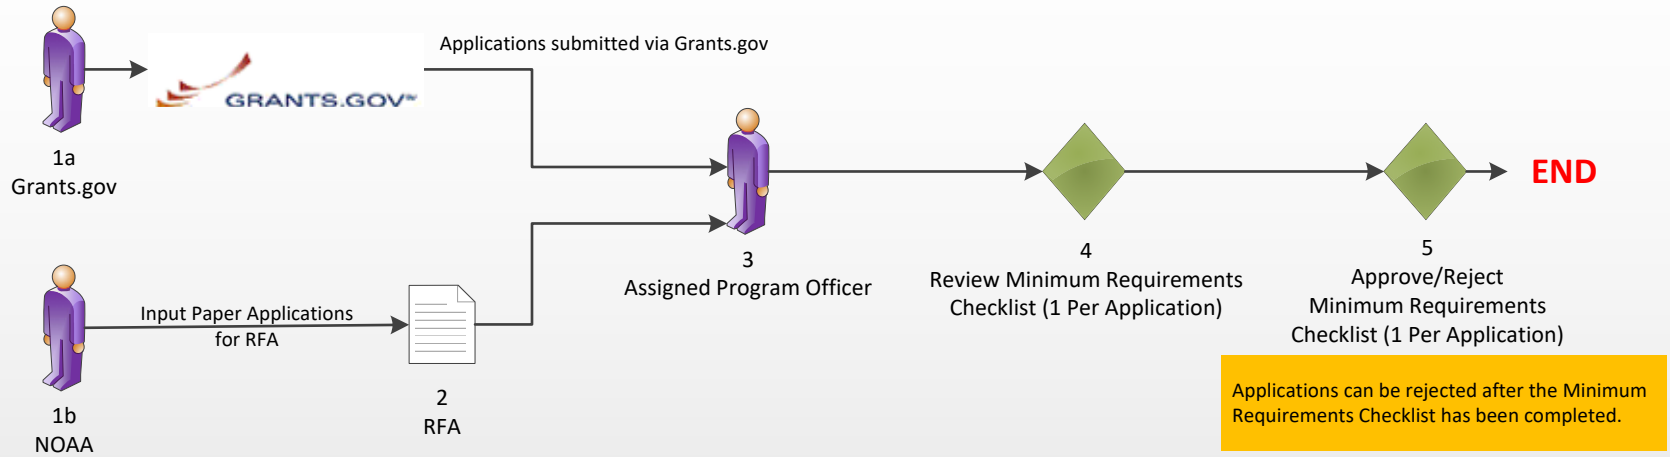 Applications submitted via Grants.gov
GRANTS.GOV™
1a
Grants.gov
Input Paper Applications
for RFA
1b
NOAA
2
RFA
3
Assigned Program Officer
4
Review Minimum Requirements
Checklist (1 Per Application)
5
Approve/Reject
Minimum Requirements
Checklist (1 Per Application)
END
Applications can be rejected after the Minimum
Requirements Checklist has been completed.